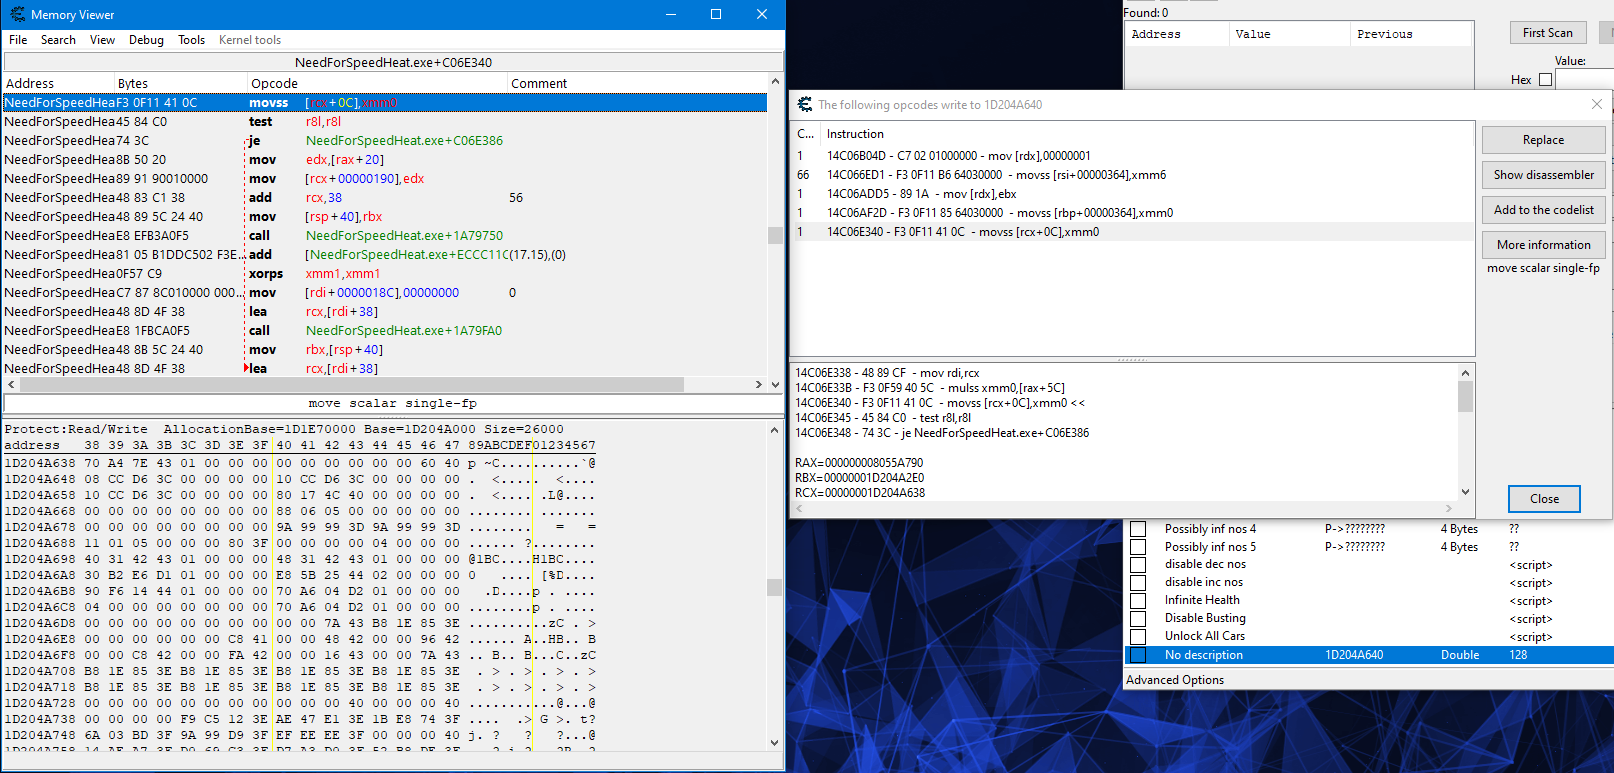 Memory Viewer
File Search View Debug Tools Kernel tools
NeedForSpeedHeat.exe+C06E340
Address Bytes Opcode Comment
NeedForSpeedHea F3 0F11 41 0C movss [rcx+0C],xmm0
NeedForSpeedHea 45 84 C0 test r8l,r8l
NeedForSpeedHea 74 3C je NeedForSpeedHeat.exe+C06E386
NeedForSpeedHea 8B 50 20 mov edx,[rax+20]
NeedForSpeedHea 89 91 90010000 mov [rcx+00000190],edx
NeedForSpeedHea 48 83 C1 38 add rcx,38 56
NeedForSpeedHea 48 89 5C 24 40 mov [rsp+40],rbx
NeedForSpeedHea E8 EFB3A0F5 call NeedForSpeedHeat.exe+1A79750
NeedForSpeedHea 81 05 B1DDC502 F3E... add [NeedForSpeedHeat.exe+ECCC11C (17.15),(0)
NeedForSpeedHea 0F57 C9 xorps xmm1,xmm1
NeedForSpeedHea C7 87 8C010000 000... mov [rdi+0000018C],00000000 0
NeedForSpeedHea 48 8D 4F 38 lea rcx,[rdi+38]
NeedForSpeedHea E8 1FBCA0F5 call NeedForSpeedHeat.exe+1A79FA0
NeedForSpeedHea 48 8B 5C 24 40 mov rbx,[rsp+40]
NeedForSpeedHea 48 8D 4F 38 lea rcx,[rdi+38]
move scalar single-fp
Protect:Read/Write AllocationBase=1D1E70000 Base=1D204A000 Size=26000
address 38 39 3A 3B 3C 3D 3E 3F 40 41 42 43 44 45 46 47 89ABCDEF01234567
1D204A638 70 A4 7E 43 01 00 00 00 00 00 00 00 00 00 60 40 p ~C..........`@
1D204A648 08 CC D6 3C 00 00 00 00 10 CC D6 3C 00 00 00 00 .  <.....  <....
1D204A658 10 CC D6 3C 00 00 00 00 80 17 4C 40 00 00 00 00 .  <.... .L@....
1D204A668 00 00 00 00 00 00 00 00 88 06 05 00 00 00 00 00 ........ .......
1D204A678 00 00 00 00 00 00 00 00 9A 99 99 3D 9A 99 99 3D ........   =   =
1D204A688 11 01 05 00 00 00 80 3F 00 00 00 00 04 00 00 00 ...... ?........
1D204A698 40 31 42 43 01 00 00 00 48 31 42 43 01 00 00 00 @1BC....H1BC....
1D204A6A8 30 B2 E6 D1 01 00 00 00 E8 5B 25 44 02 00 00 00 0   .... [%D....
1D204A6B8 90 F6 14 44 01 00 00 00 70 A6 04 D2 01 00 00 00 .D....p . ....
1D204A6C8 04 00 00 00 00 00 00 00 70 A6 04 D2 01 00 00 00 ........p . ....
1D204A6D8 00 00 00 00 00 00 00 00 00 00 7A 43 B8 1E 85 3E ..........zC . >
1D204A6E8 00 00 00 00 00 00 C8 41 00 00 48 42 00 00 96 42 ...... A..HB.. B
1D204A6F8 00 00 C8 42 00 00 FA 42 00 00 16 43 00 00 7A 43 .. B.. B...C..zC
1D204A708 B8 1E 85 3E B8 1E 85 3E B8 1E 85 3E B8 1E 85 3E . > . > . > . >
1D204A718 B8 1E 85 3E B8 1E 85 3E B8 1E 85 3E B8 1E 85 3E . > . > . > . >
1D204A728 00 00 00 00 00 00 00 00 00 00 00 40 00 00 00 40 ...........@...@
1D204A738 00 00 00 00 F9 C5 12 3E AE 47 E1 3E 1B E8 74 3F ....  .> G >. t?
1D204A748 6A 03 BD 3F 9A 99 D9 3F EF EE EE 3F 00 00 00 40 j. ?   ?   ?...@
1D204A758 14 AE A7 3E D0 69 C3 3E D7 A3 D0 3E 52 B8 DE 3E
The following opcodes write to 1D204A640
C... Instruction
1 14C06B04D - C7 02 01000000 - mov [rdx],00000001
66 14C066ED1 - F3 0F11 B6 64030000 - movss [rsi+00000364],xmm6
1 14C06ADD5 - 89 1A - mov [rdx],ebx
1 14C06AF2D - F3 0F11 85 64030000 - movss [rbp+00000364],xmm0
1 14C06E340 - F3 0F11 41 0C - movss [rcx+0C],xmm0
Replace
Show disassembler
Add to the codelist
More information
move scalar single-fp
14C06E338 - 48 89 CF - mov rdi,rcx
14C06E33B - F3 0F59 40 5C - mulss xmm0,[rax+5C]
14C06E340 - F3 0F11 41 0C - movss [rcx+0C],xmm0 <<
14C06E345 - 45 84 C0 - test r8l,r8l
14C06E348 - 74 3C - je NeedForSpeedHeat.exe+C06E386
RAX=000000008055A790
RBX=00000001D204A2E0
RCX=00000001D204A638
Close
Found: 0
Address Value Previous
First Scan
Value:
Hex
Possibly inf nos 4 P->???????? 4 Bytes ??
Possibly inf nos 5 P->???????? 4 Bytes ??
disable dec nos <script>
disable inc nos <script>
Infinite Health <script>
Disable Busting <script>
Unlock All Cars <script>
No description 1D204A640 Double 128
Advanced Options